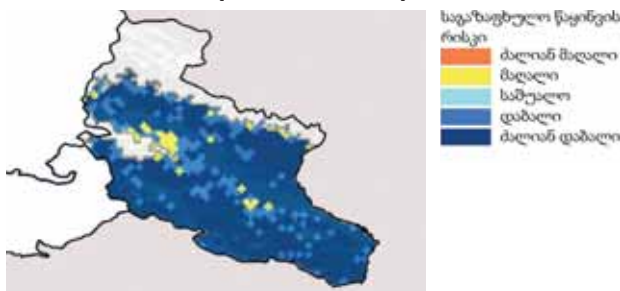 საგაზაფხულო წაყინვის
რისკი
ძალიან მაღალი
მაღალი
საშუალო
დაბალი
ძალიან დაბალი